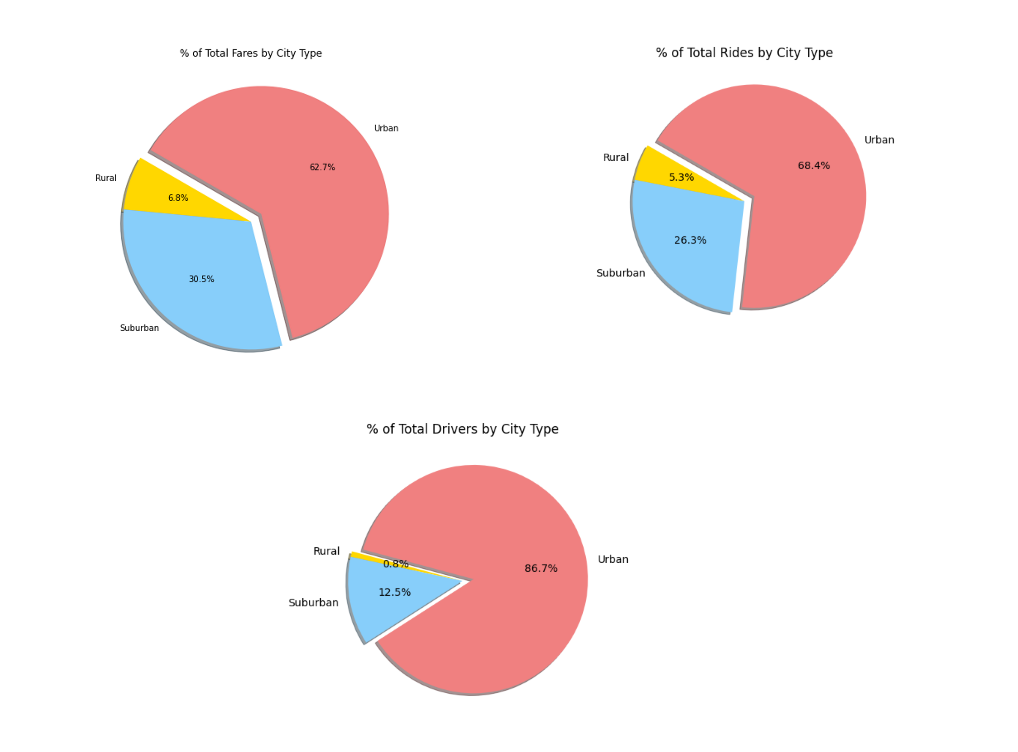 % of Total Fares by City Type
Urban
62.7%
Rural
6.8%
30.5%
Suburban
% of Total Rides by City Type
Urban
68.4%
Rural
5.3%
26.3%
Suburban
% of Total Drivers by City Type
Rural
0.8%
Urban
86.7%
12.5%
Suburban